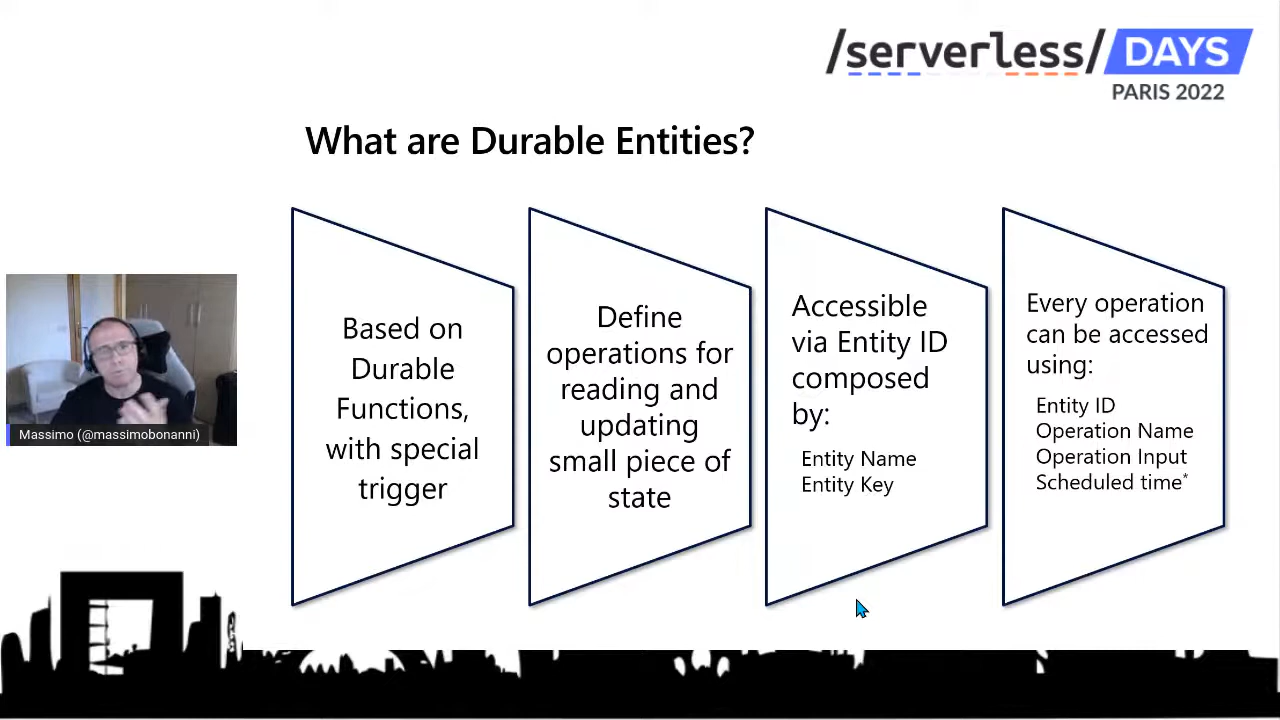 /serverless/ DAYS
PARIS 2022
What are Durable Entities?
Based on
Durable
Functions,
with special
trigger
Define
operations for
reading and
updating
small piece of
state
Accessible
via Entity ID
composed
by:
Entity Name
Entity Key
Every operation
can be accessed
using:
Entity ID
Operation Name
Operation Input
Scheduled time*
Massimo (@massimobonanni)